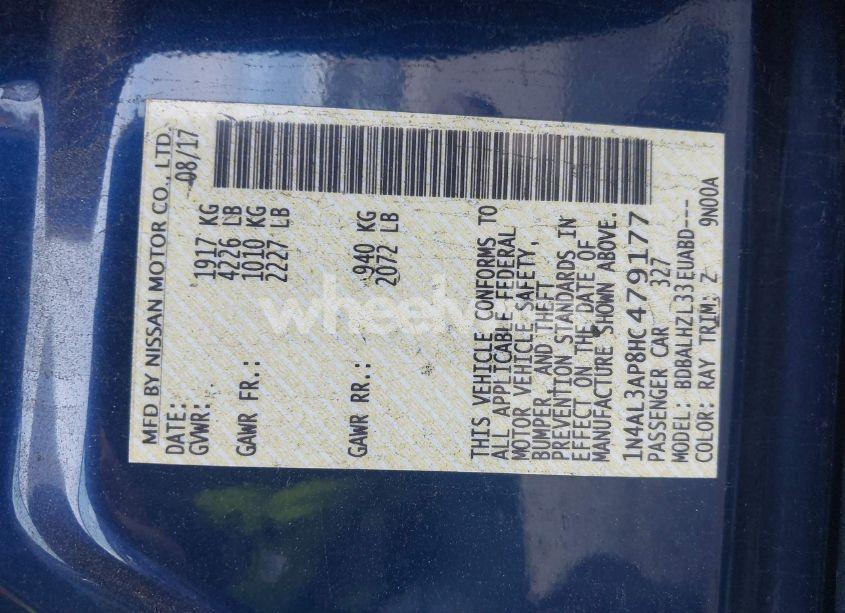 MFD BY NISSAN MOTOR CO., LTD.
DATE: 08/17
GVWR: 1917 KG
4226 LB
GAWR FR.: 1010 KG
2227 LB
GAWR RR.: 940 KG
2072 LB
THIS VEHICLE CONFORMS TO
ALL APPLICABLE FEDERAL
MOTOR VEHICLE SAFETY,
BUMPER, AND THEFT
PREVENTION STANDARDS IN
EFFECT ON THE DATE OF
MANUFACTURE SHOWN ABOVE.
1N4AL3AP8HC479177
PASSENGER CAR 327
MODEL: BDBALHZL33EUABD---
COLOR: RAY TRIM: Z 9N00A